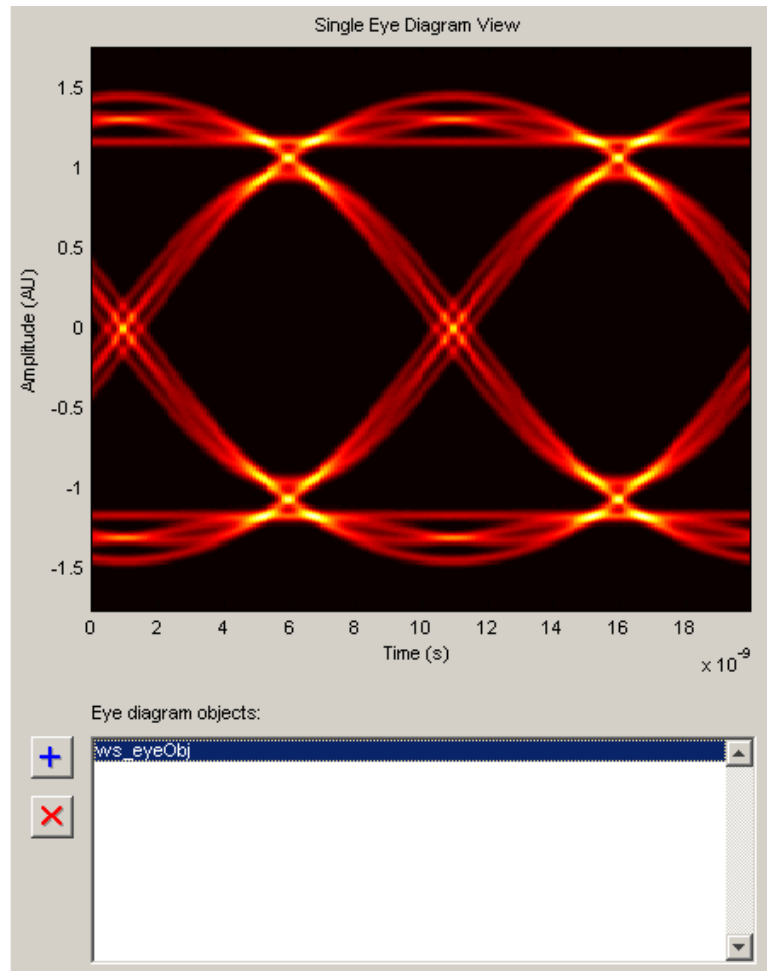 Single Eye Diagram View
1.5
1
0.5
0
-0.5
-1
-1.5
Amplitude (AU)
0 2 4 6 8 10 12 14 16 18
Time (s)
x 10^-9
Eye diagram objects:
ws_eyeObj